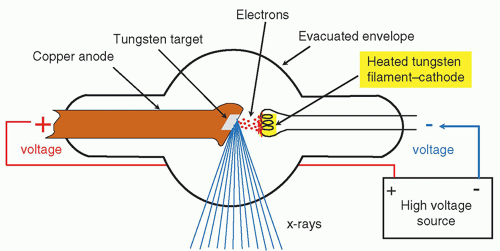 Electrons
Tungsten target
Evacuated envelope
Copper anode
Heated tungsten
filament–cathode
+
-
voltage
voltage
+ -
High voltage
source
x-rays